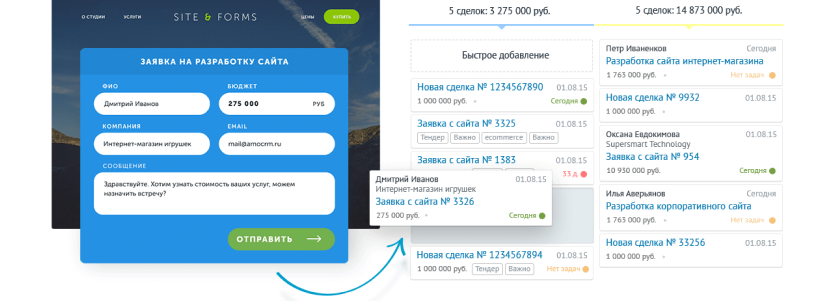 О СТУДИИ УСЛУГИ SITE & FORMS ЦЕНЫ КУПИТЬ
ЗАЯВКА НА РАЗРАБОТКУ САЙТА
ФИО БЮДЖЕТ
Дмитрий Иванов 275 000 РУБ
КОМПАНИЯ EMAIL
Интернет-магазин игрушек mail@amocrm.ru
СООБЩЕНИЕ
Здравствуйте. Хотим узнать стоимость ваших услуг, можем
назначить встречу?
ОТПРАВИТЬ
5 сделок: 3 275 000 руб.
Быстрое добавление
Новая сделка № 1234567890 01.08.15
1 000 000 руб. Сегодня
Заявка с сайта № 3325 01.08.15
Тендер Важно ecommerce Важно
Заявка с сайта № 1383 01.08.15
33 д.
Дмитрий Иванов 01.08.15
Интернет-магазин игрушек
Заявка с сайта № 3326
275 000 руб. Сегодня
Новая сделка № 1234567894 01.08.15
1 000 000 руб. Тендер Важно Нет задач
5 сделок: 14 873 000 руб.
Петр Иваненков Сегодня
Разработка сайта интернет-магазина
1 763 000 руб. Нет задач
Новая сделка № 9932 01.08.15
1 000 000 руб.
Оксана Евдокимова 01.08.15
Supersmart Technology
Заявка с сайта № 954
10 930 000 руб. Сегодня
Илья Аверьянов Сегодня
Разработка корпоративного сайта
1 763 000 руб. Нет задач
Новая сделка № 33256 01.08.15
1 000 000 руб.